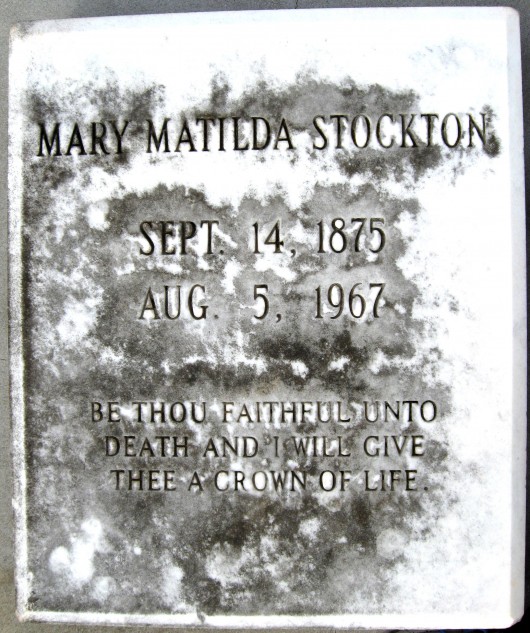 MARY MATILDA STOCKTON
SEPT. 14, 1875
AUG. 5, 1967
BE THOU FAITHFUL UNTO
DEATH AND I WILL GIVE
THEE A CROWN OF LIFE.